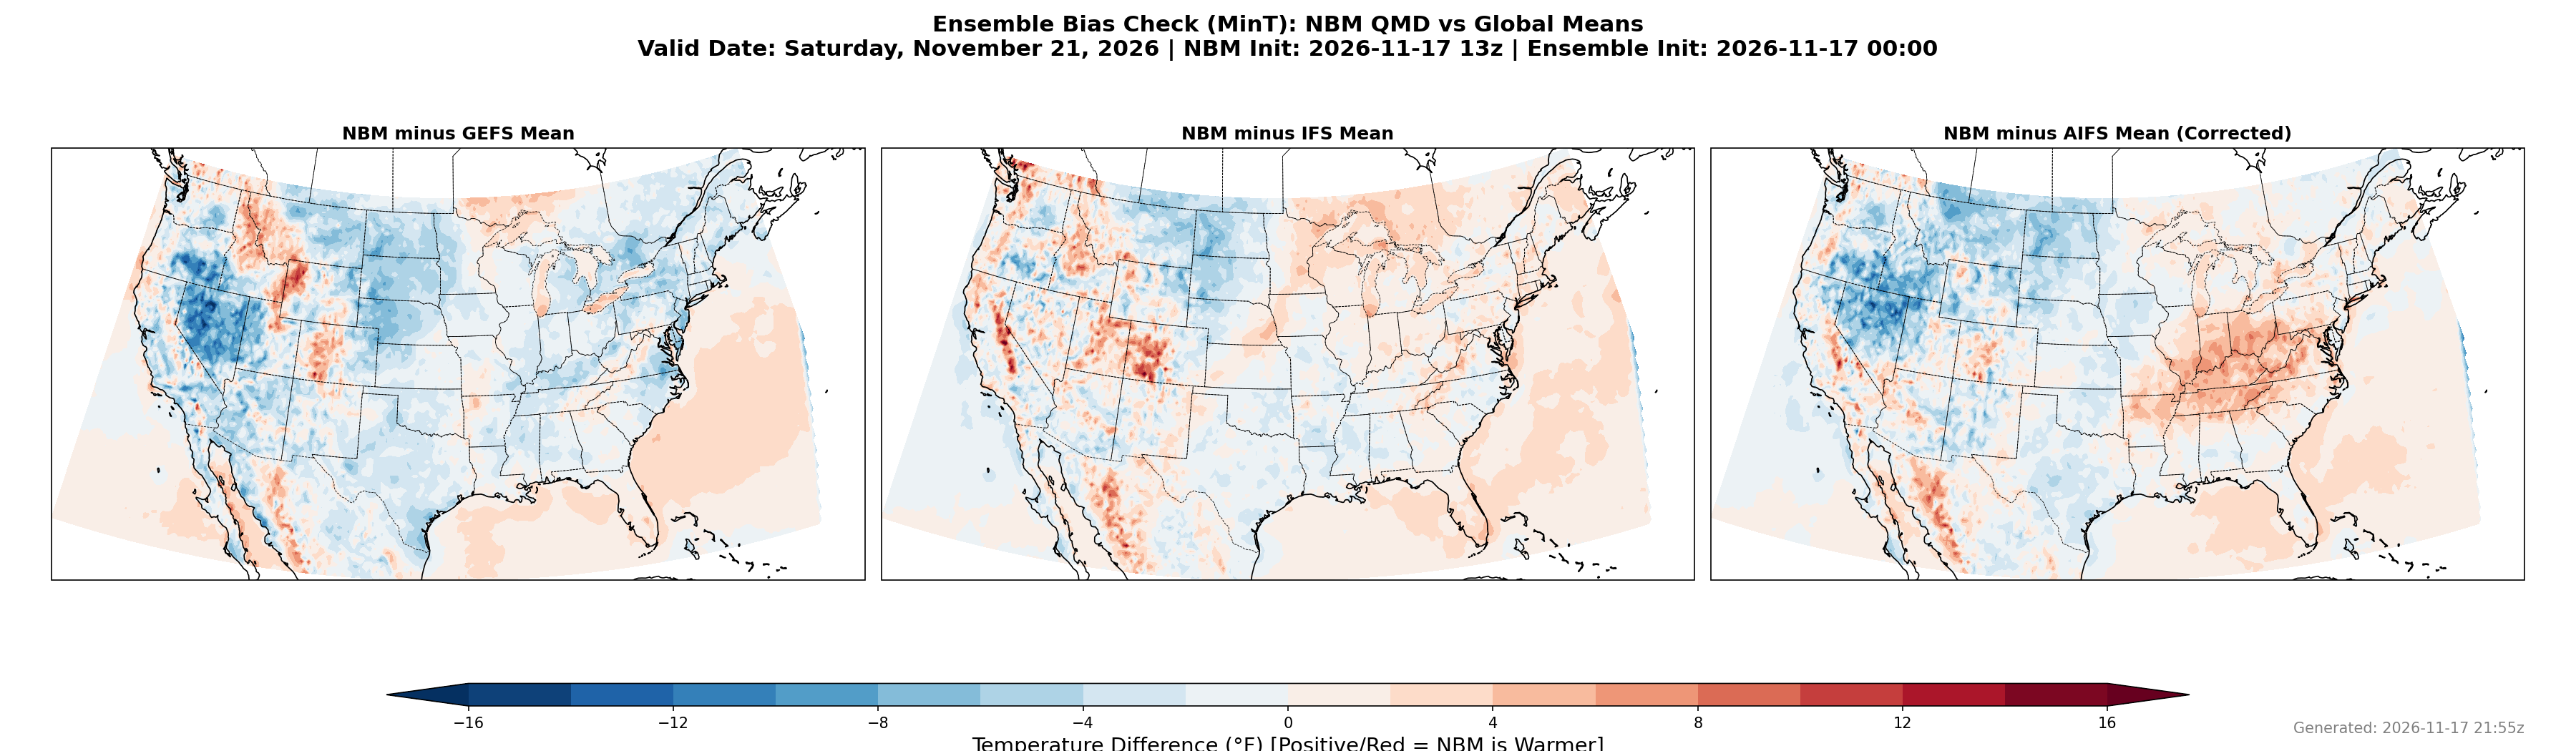 Ensemble Bias Check (MinT): NBM QMD vs Global Means
Valid Date: Saturday, November 21, 2026 | NBM Init: 2026-11-17 13z | Ensemble Init: 2026-11-17 00:00
NBM minus GEFS Mean
NBM minus IFS Mean
NBM minus AIFS Mean (Corrected)
−16 −12 −8 −4 0 4 8 12 16
Temperature Difference (°F) [Positive/Red = NBM is Warmer]
Generated: 2026-11-17 21:55z